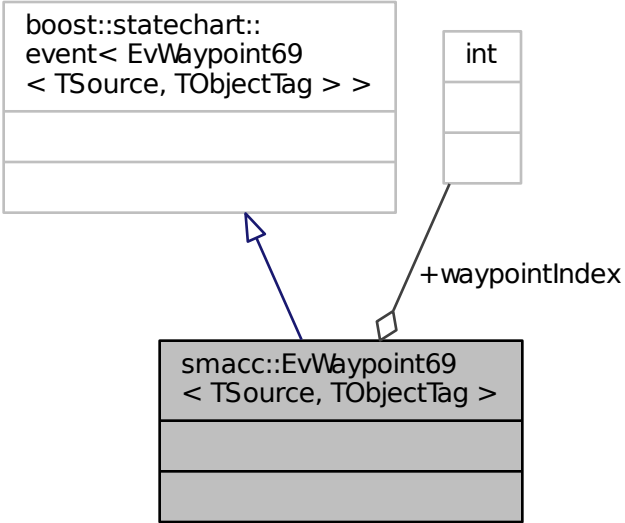 boost::statechart::
event< EvWaypoint69
< TSource, TObjectTag > >
int
+waypointIndex
smacc::EvWaypoint69
< TSource, TObjectTag >